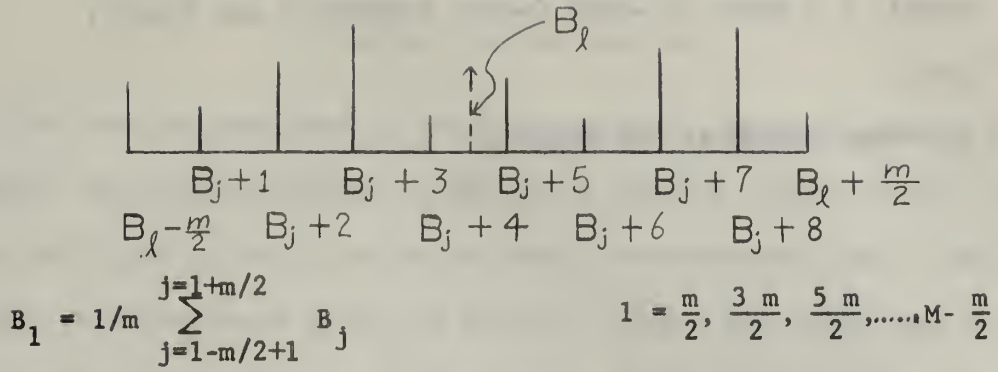 B_ℓ
B_j + 1 B_j + 3 B_j + 5 B_j + 7 B_ℓ + m/2
B_ℓ - m/2 B_j + 2 B_j + 4 B_j + 6 B_j + 8
j=1+m/2
B_1 = 1/m ∑ B_j 1 = m/2, 3 m/2, 5 m/2,......M- m/2
j=1-m/2+1